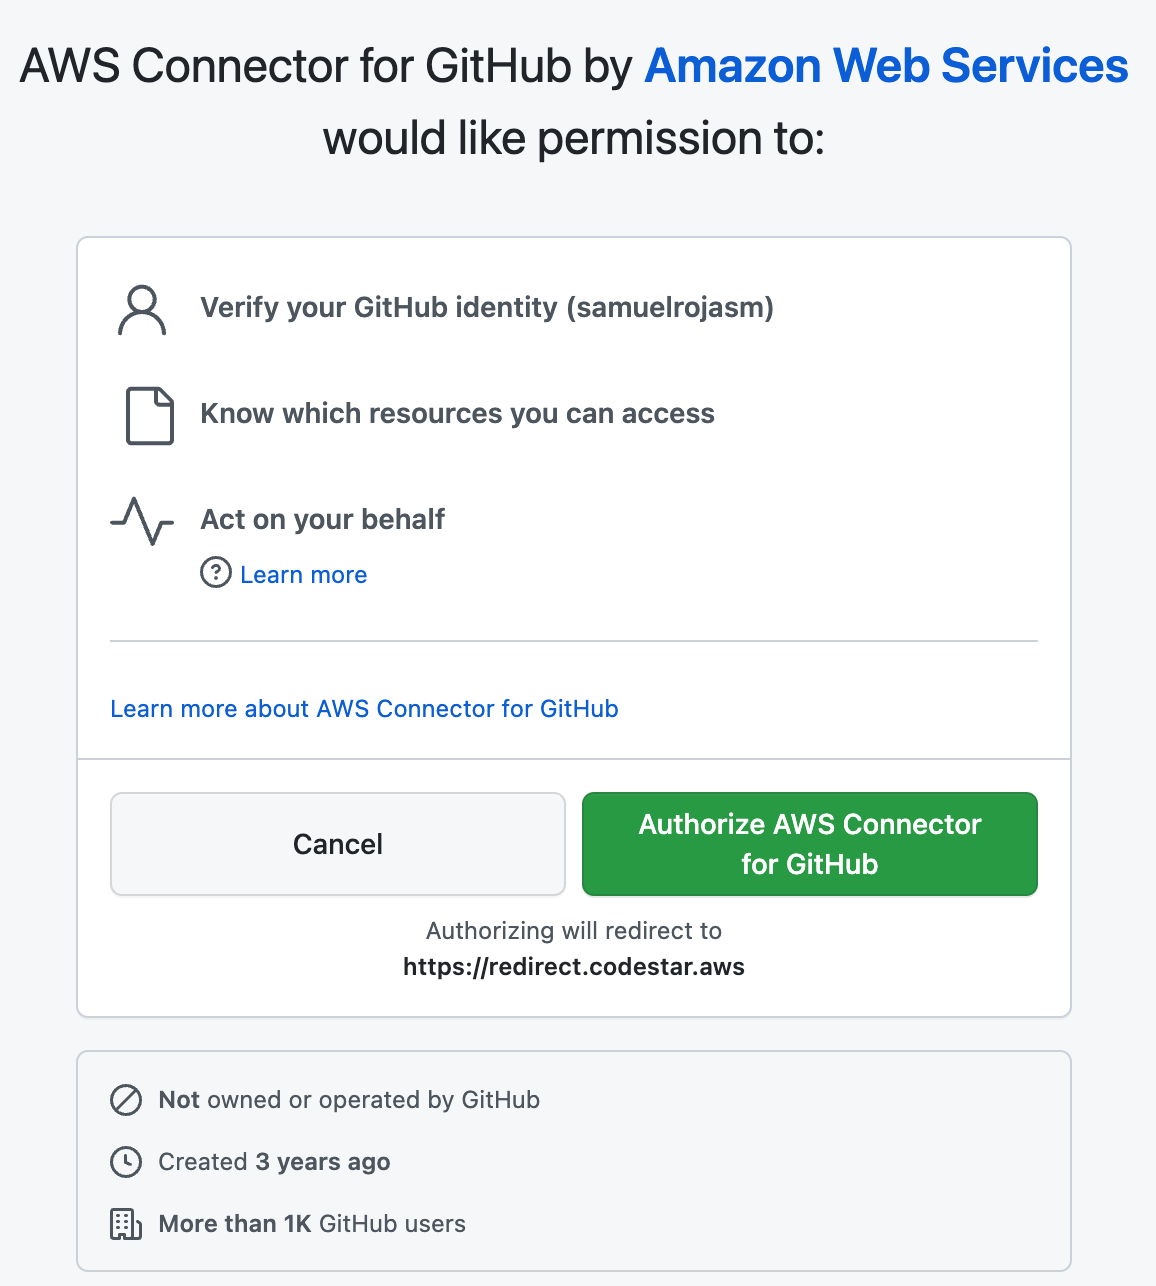 AWS Connector for GitHub by Amazon Web Services
would like permission to:
Verify your GitHub identity (samuelrojasm)
Know which resources you can access
Act on your behalf
? Learn more
Learn more about AWS Connector for GitHub
Cancel
Authorize AWS Connector
for GitHub
Authorizing will redirect to
https://redirect.codestar.aws
Not owned or operated by GitHub
Created 3 years ago
More than 1K GitHub users